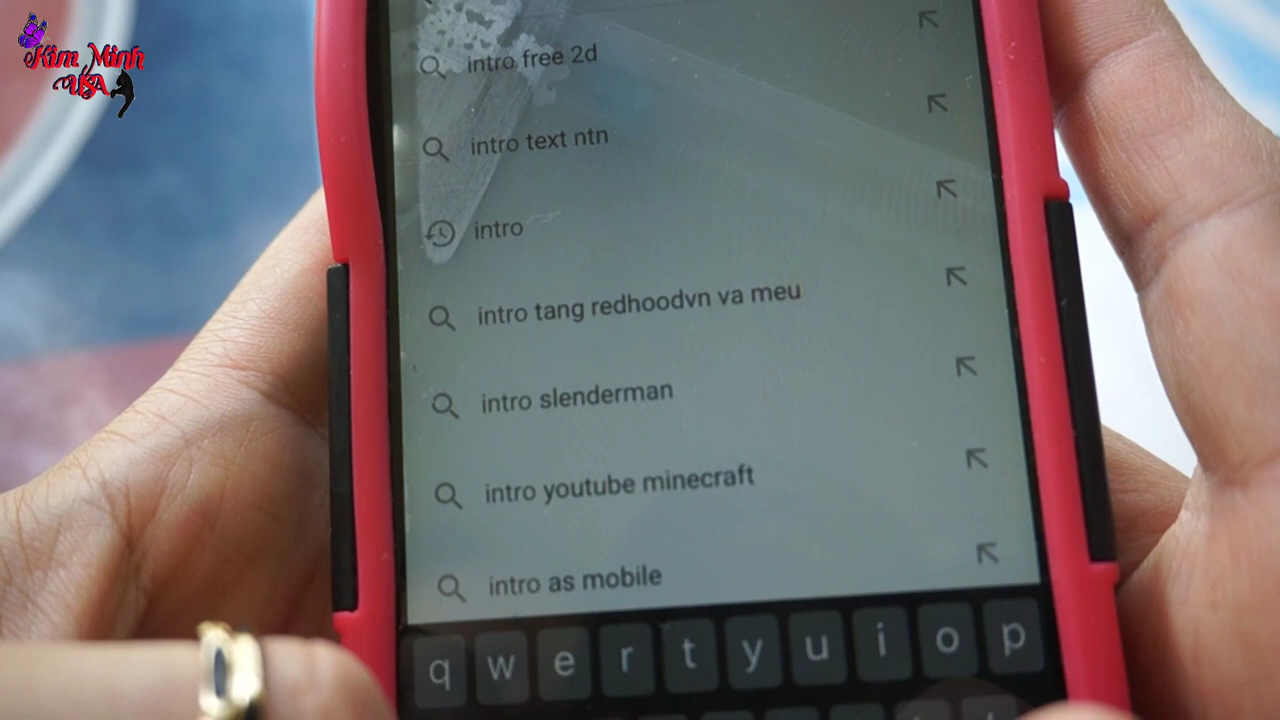 Kim Minh
USA
intro free 2d
intro text ntn
intro
intro tang redhoodvn va meu
intro slenderman
intro youtube minecraft
intro as mobile
q w e r t y u i o p